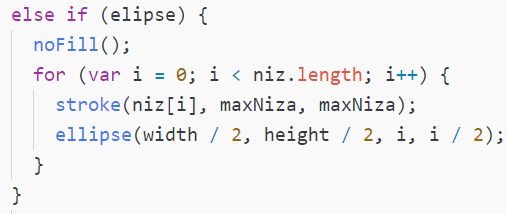 else if (elipse) {
noFill();
for (var i = 0; i < niz.length; i++) {
stroke(niz[i], maxNiza, maxNiza);
ellipse(width / 2, height / 2, i, i / 2);
}
}